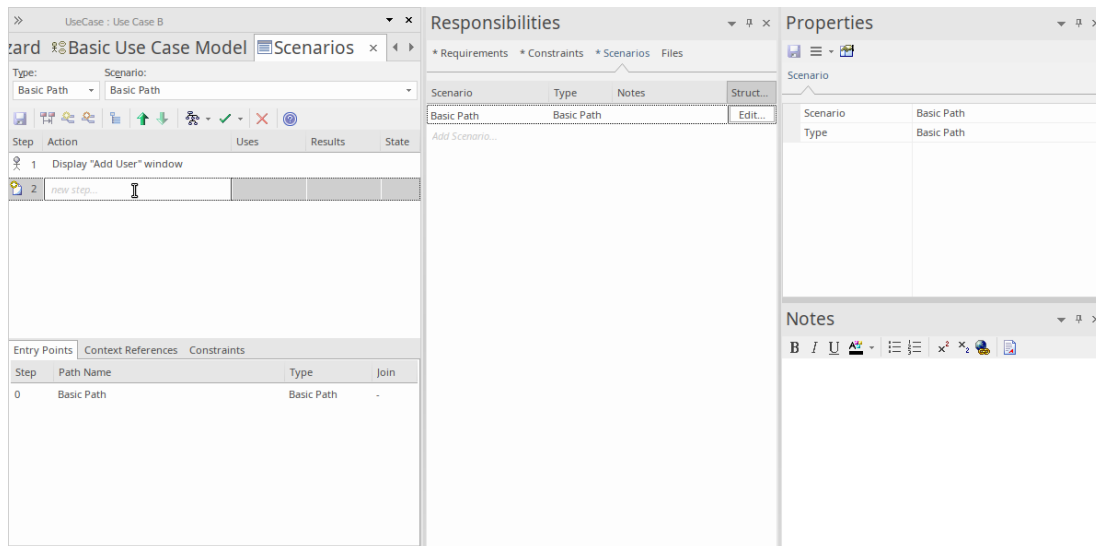 UseCase : Use Case B
zard Basic Use Case Model Scenarios
Type: Scenario:
Basic Path Basic Path
Step Action Uses Results State
1 Display "Add User" window
2 new step...
Entry Points Context References Constraints
Step Path Name Type Join
0 Basic Path Basic Path -
Responsibilities
* Requirements * Constraints * Scenarios Files
Scenario Type Notes Struct...
Basic Path Basic Path Edit...
Add Scenario...
Properties
Scenario
Scenario Basic Path
Type Basic Path
Notes
B I U A x² x₂